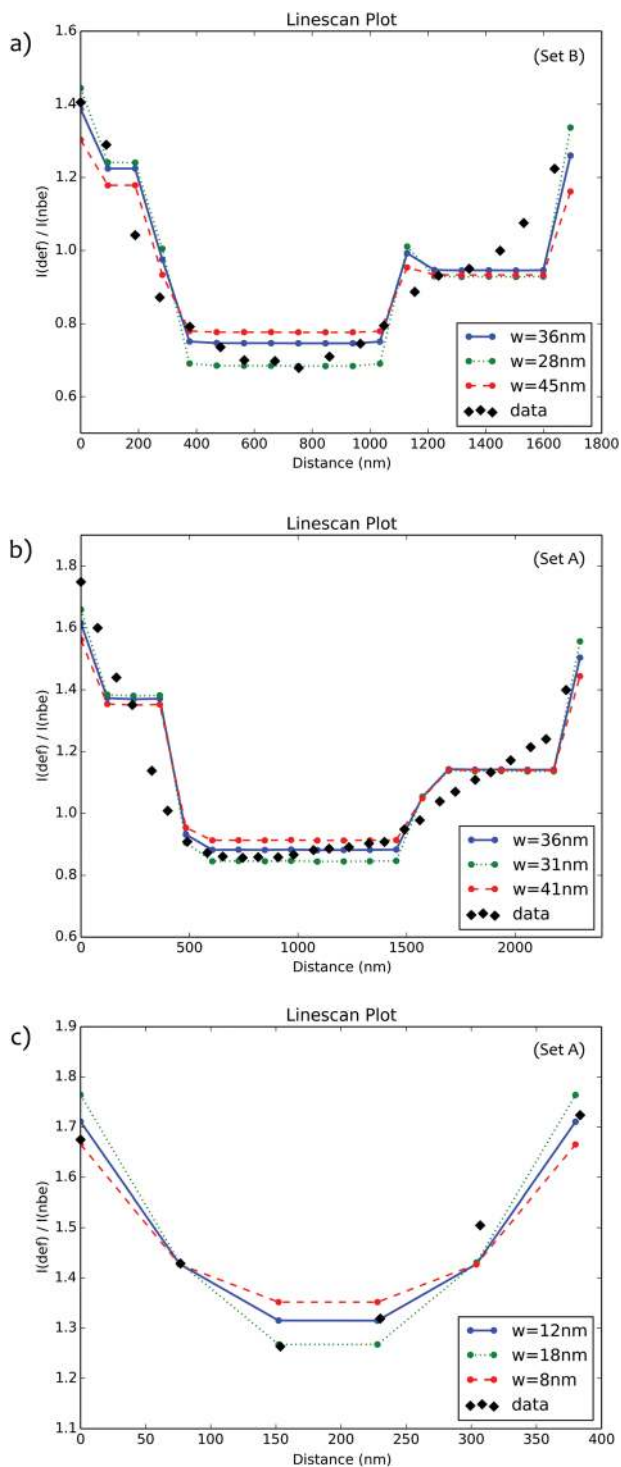 a)
Linescan Plot
(Set B)
1.6
1.4
1.2
1.0
0.8
0.6
I(def) / I(nbe)
w=36nm
w=28nm
w=45nm
data
0 200 400 600 800 1000 1200 1400 1600 1800
Distance (nm)
b)
Linescan Plot
(Set A)
1.8
1.6
1.4
1.2
1.0
0.8
0.6
I(def) / I(nbe)
w=36nm
w=31nm
w=41nm
data
0 500 1000 1500 2000
Distance (nm)
c)
Linescan Plot
(Set A)
1.9
1.8
1.7
1.6
1.5
1.4
1.3
1.2
1.1
I(def) / I(nbe)
w=12nm
w=18nm
w=8nm
data
0 50 100 150 200 250 300 350 400
Distance (nm)